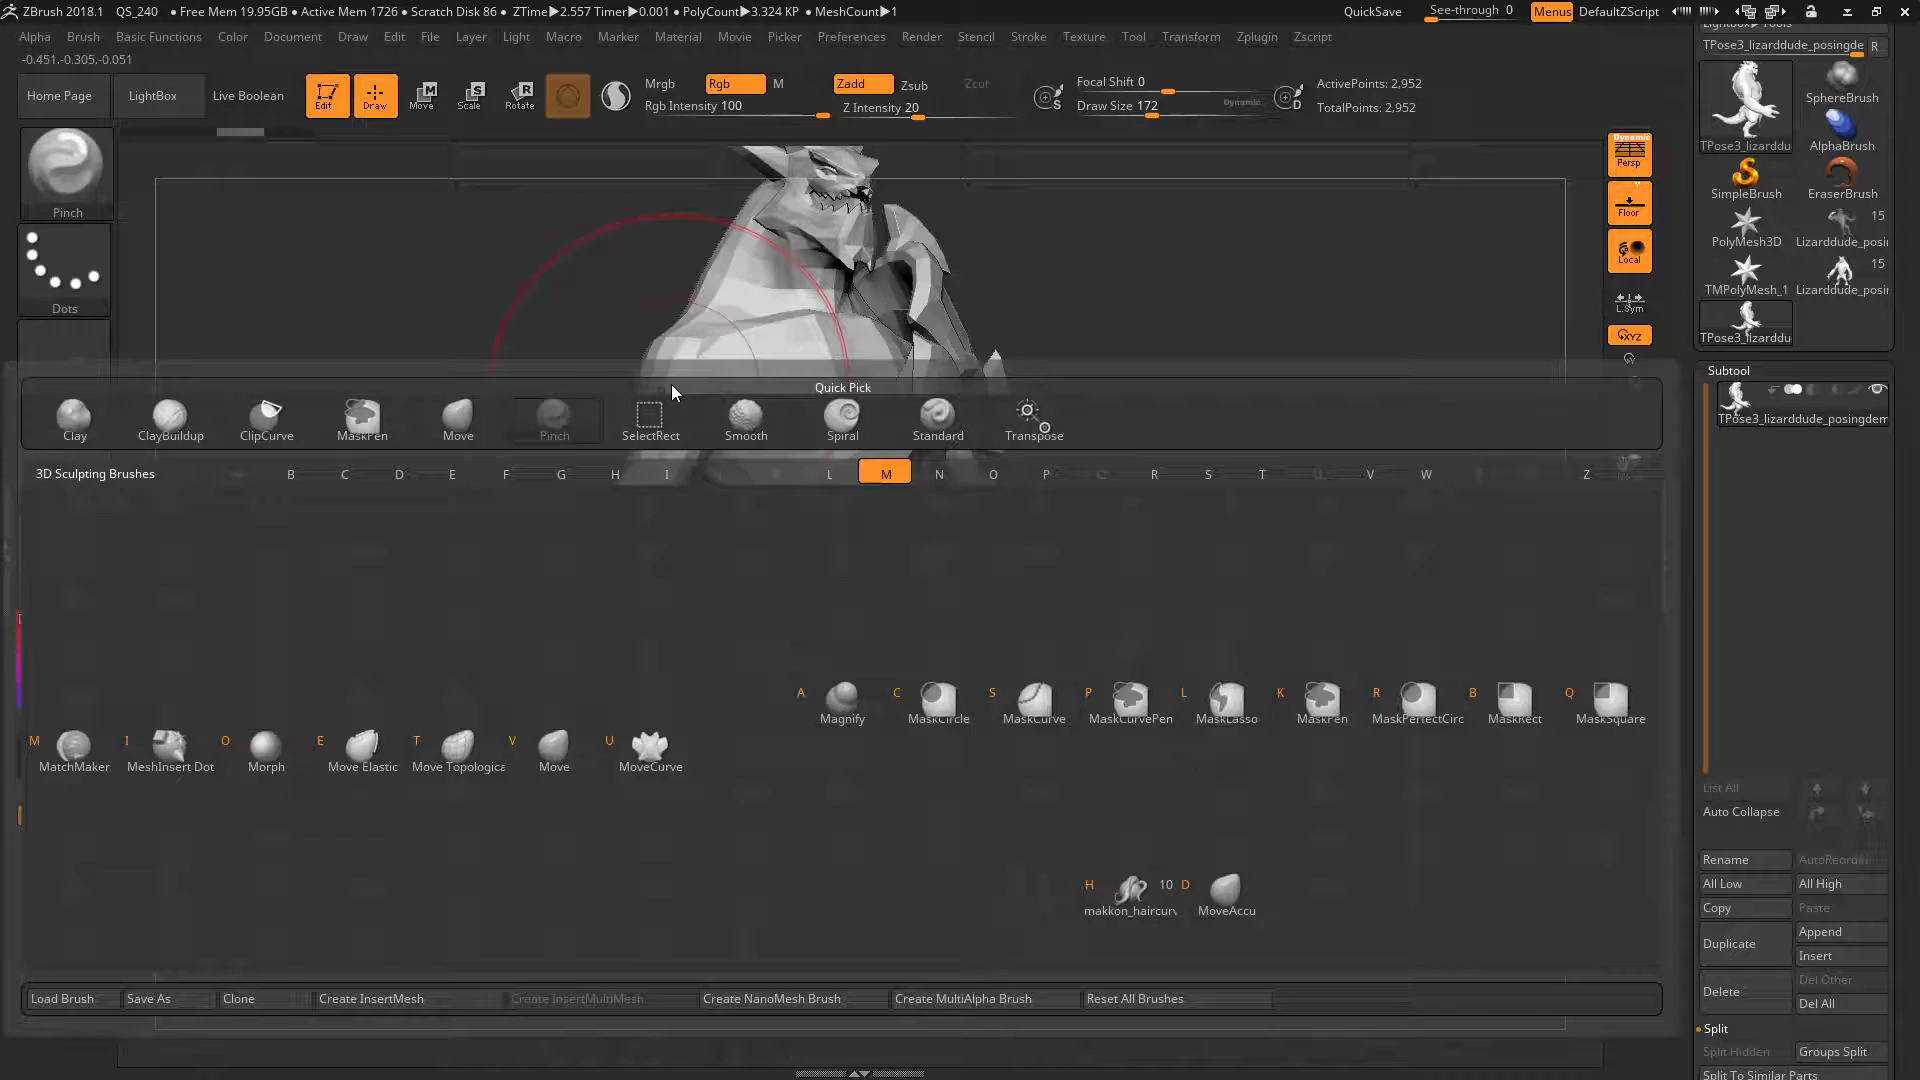 ZBrush 2018.1 QS_240 ● Free Mem 19.95GB ● Active Mem 1726 ● Scratch Disk 86 ● ZTime▶2.557 Timer▶0.001 ● PolyCount▶3.324 KP ● MeshCount▶1 QuickSave See-through 0 Menus DefaultZScript
Alpha Brush Basic Functions Color Document Draw Edit File Layer Light Macro Marker Material Movie Picker Preferences Render Stencil Stroke Texture Tool Transform Zplugin Zscript
-0.451,-0.305,-0.051
Home Page LightBox Live Boolean Edit Draw Move Scale Rotate
Mrgb Rgb M Zadd Zsub Zcut
Rgb Intensity 100 Z Intensity 20
S Focal Shift 0
Draw Size 172 Dynamic D
ActivePoints: 2,952
TotalPoints: 2,952
Pinch
Dots
Dynamic
Persp
Floor
Local
L.Sym
XYZ
TPose3_lizarddude_posingde R
TPose3_lizarddu
SphereBrush
AlphaBrush
SimpleBrush EraserBrush
15
PolyMesh3D Lizarddude_posin
15
TMPolyMesh_1 Lizarddude_posin
TPose3_lizarddu
Subtool
TPose3_lizarddude_posingdem
List All
Auto Collapse
Rename AutoReorder
All Low All High
Copy Paste
Duplicate Append
Insert
Delete Del Other
Del All
Split
Split Hidden Groups Split
Split To Similar Parts
Quick Pick
Clay ClayBuildup ClipCurve MaskPen Move Pinch SelectRect Smooth Spiral Standard Transpose
3D Sculpting Brushes B C D E F G H I L M N O P R S T V W Z
A C S P L K R B Q
Magnify MaskCircle MaskCurve MaskCurvePen MaskLasso MaskPen MaskPerfectCirc MaskRect MaskSquare
M I O E T V U
MatchMaker MeshInsert Dot Morph Move Elastic Move Topologica Move MoveCurve
H 10 D
makkon_haircurv MoveAccu
Load Brush Save As Clone Create InsertMesh Create InsertMultiMesh Create NanoMesh Brush Create MultiAlpha Brush Reset All Brushes